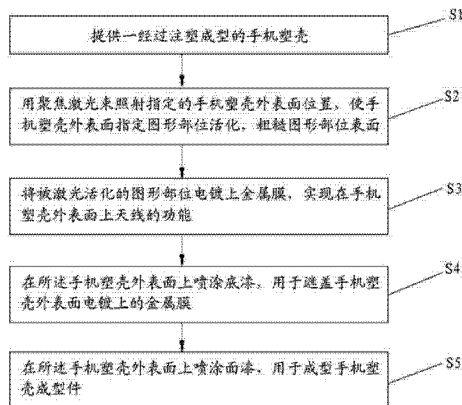 S1
提供一经过注塑成型的手机塑壳
S2
用聚焦激光束照射指定的手机塑壳外表面位置，使手
机塑壳外表面指定图形部位活化，粗糙图形部位表面
S3
将被激光活化的图形部位电镀上金属膜，实现在手机
塑壳外表面上天线的功能
S4
在所述手机塑壳外表面上喷涂底漆，用于遮盖手机塑
壳外表面电镀上的金属膜
S5
在所述手机塑壳外表面上喷涂面漆，用于成型手机塑
壳成型件